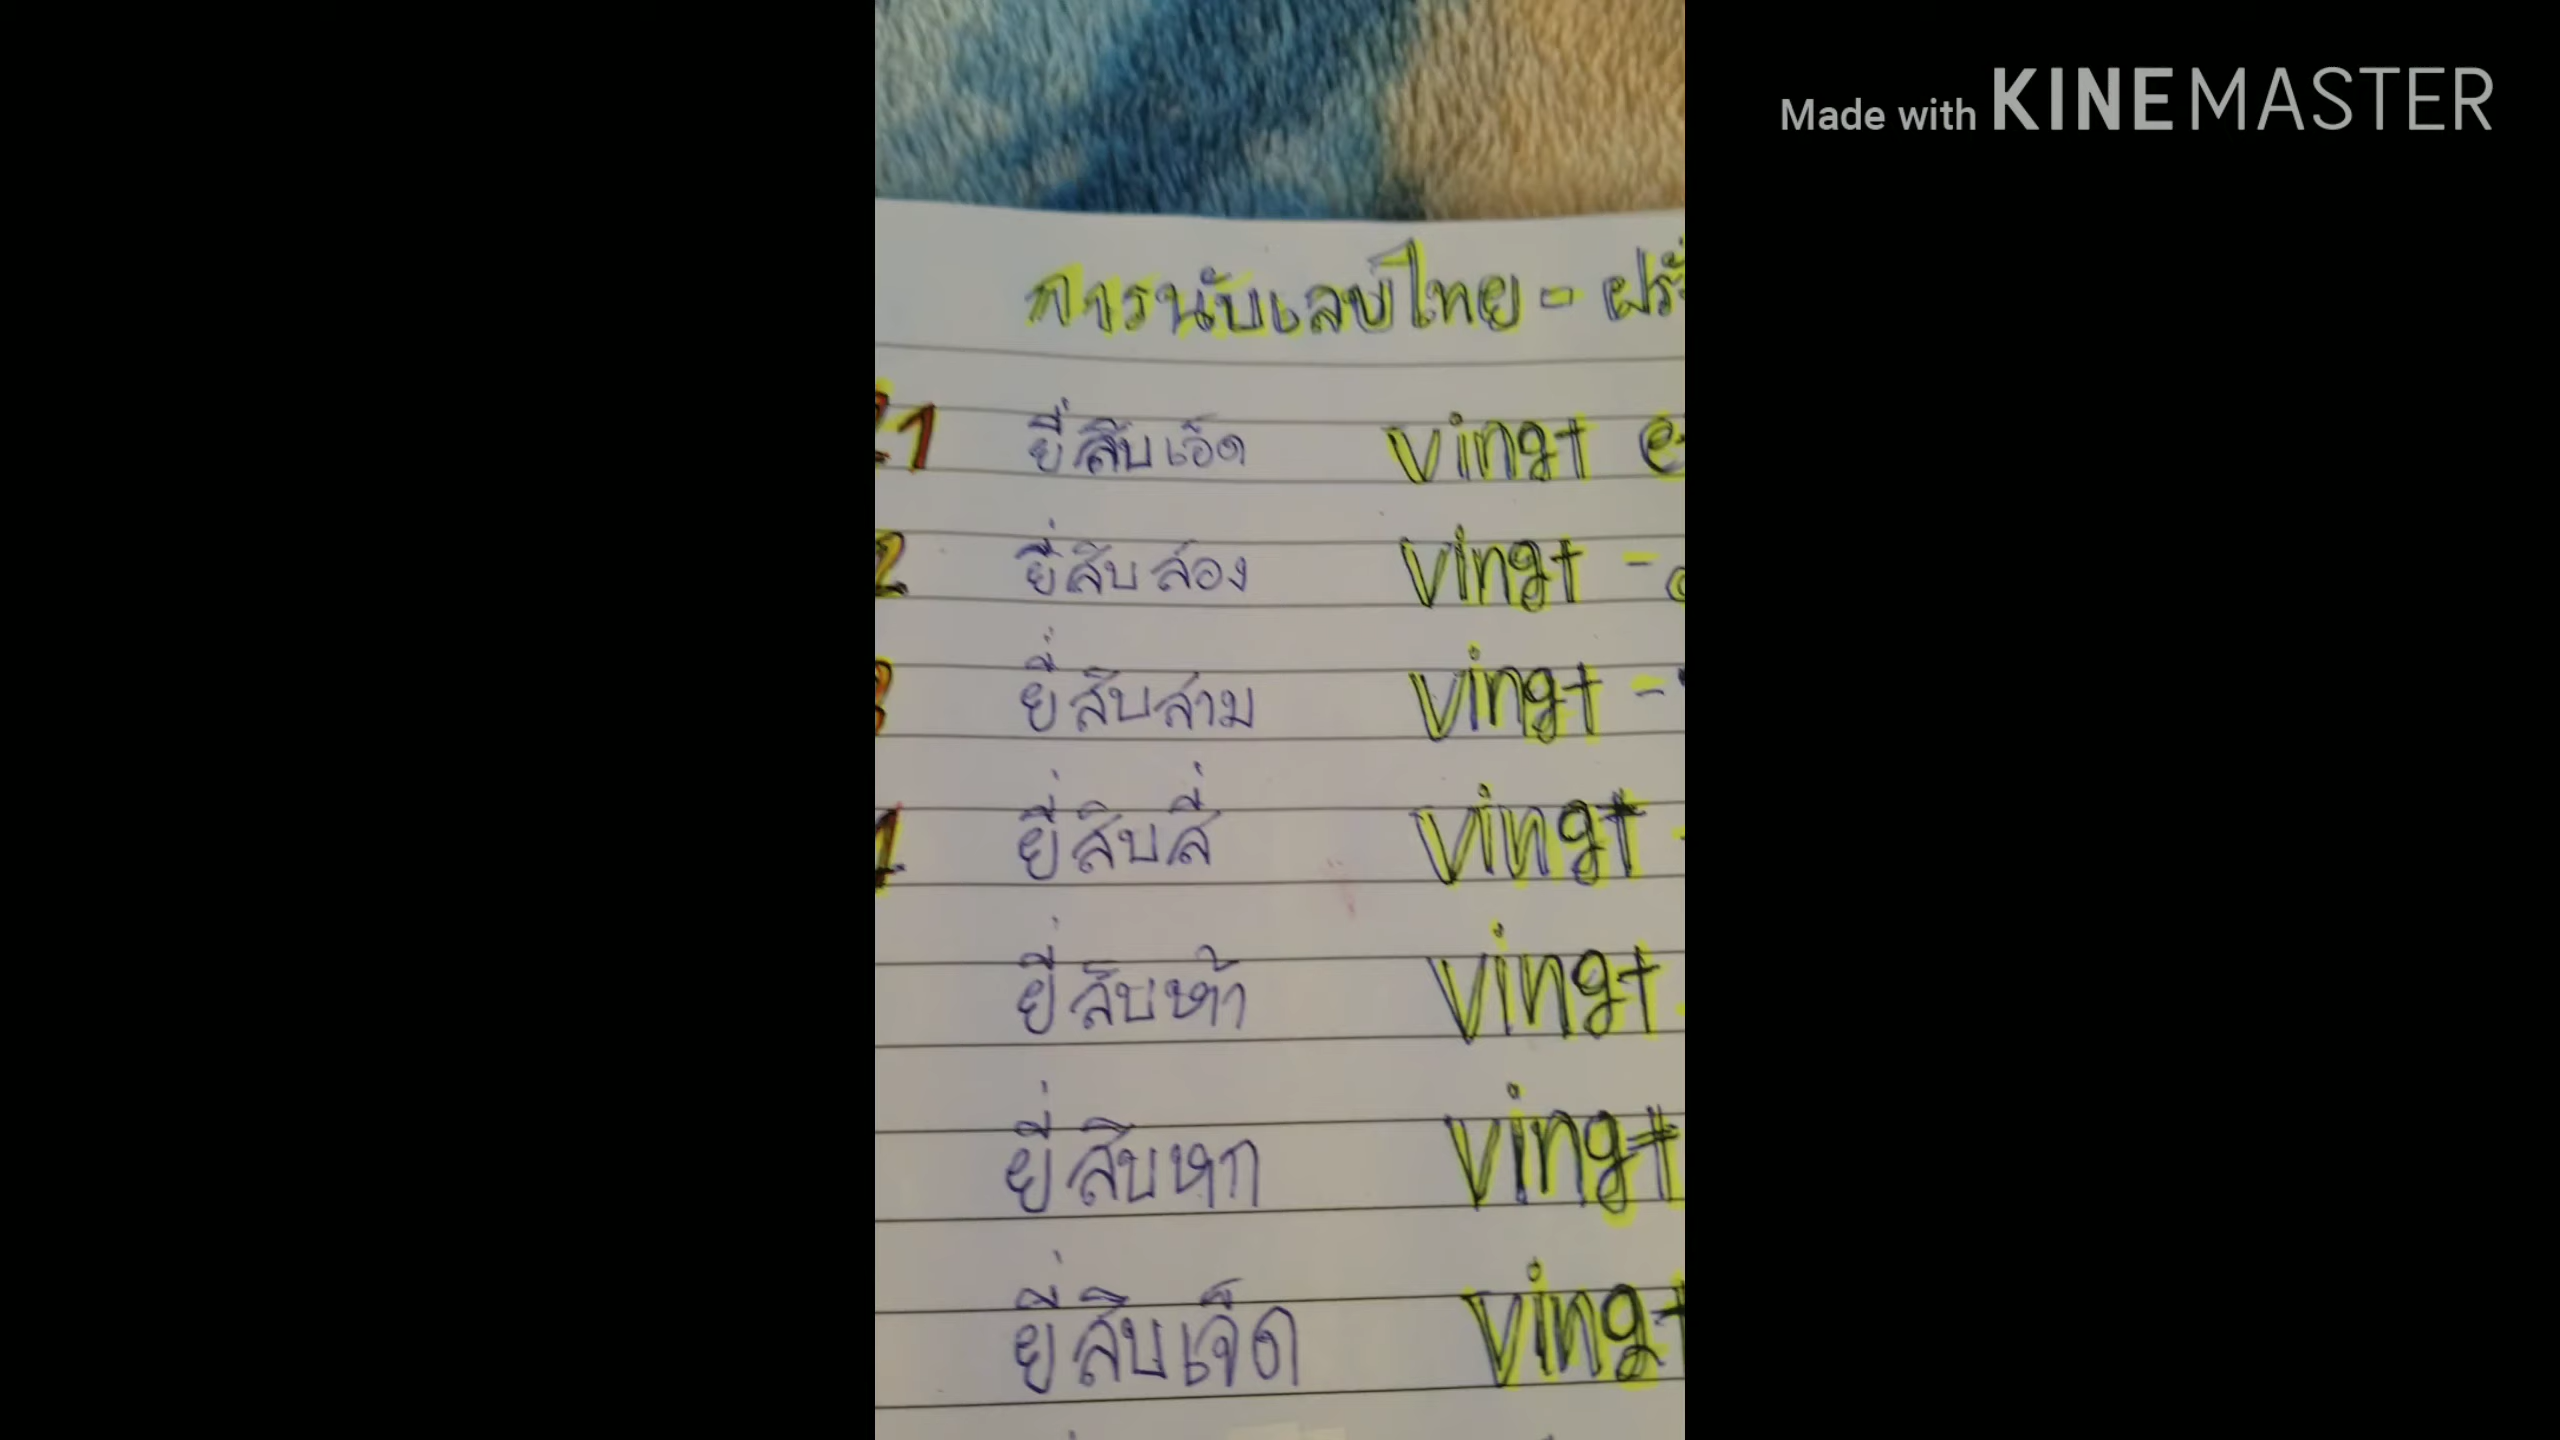 Made with KINEMASTER
การนับเลขไทย - ฝรั่
21 ยี่สิบเอ็ด vingt e
2 ยี่สิบสอง vingt -
3 ยี่สิบสาม vingt -
4 ยี่สิบสี่ vingt
ยี่สิบห้า vingt
ยี่สิบหก vingt
ยี่สิบเจ็ด vingt